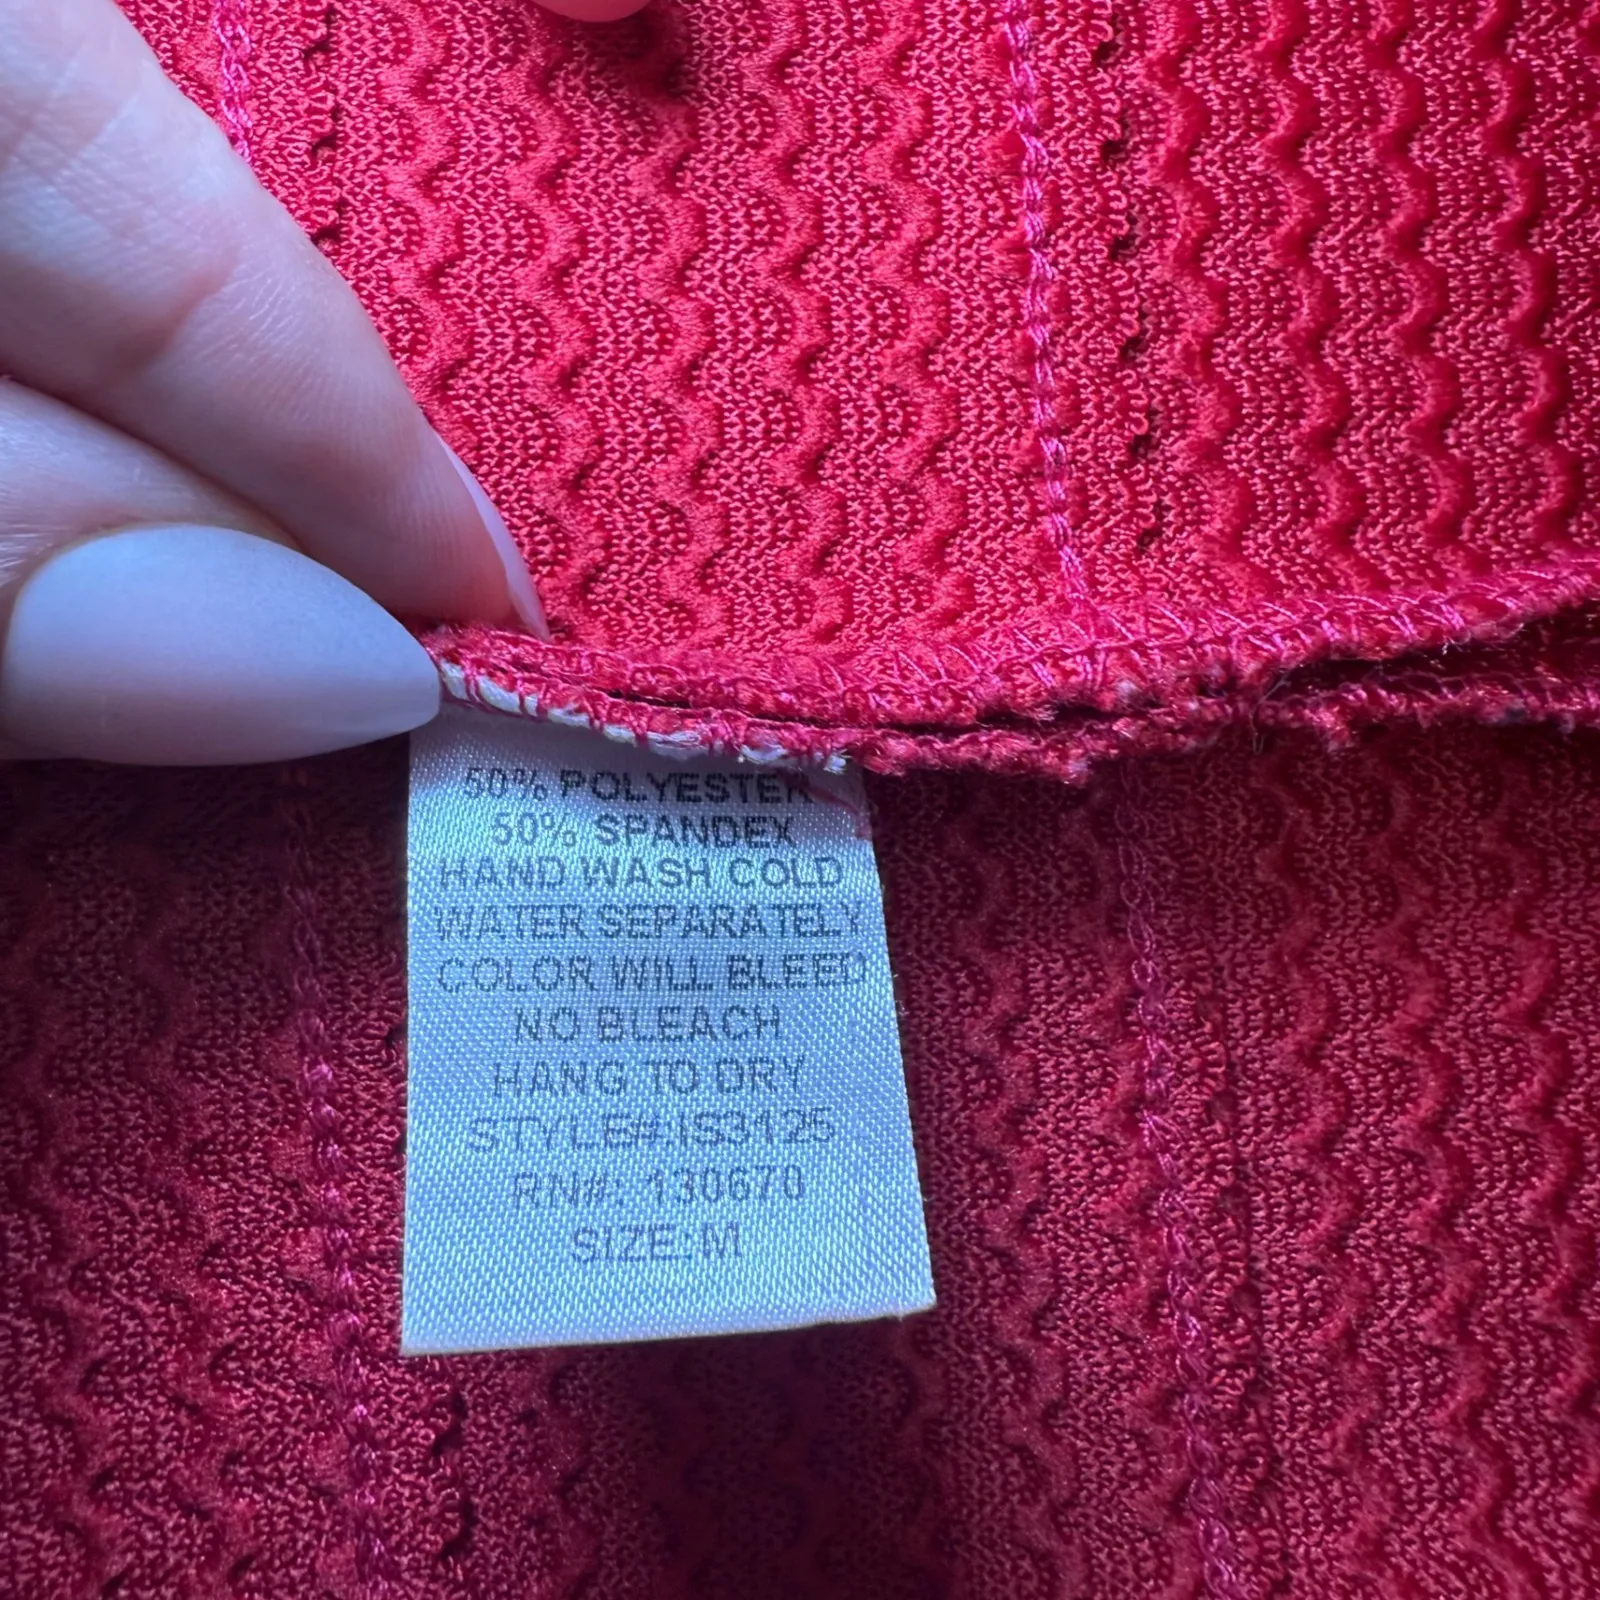 50% POLYESTER
50% SPANDEX
HAND WASH COLD
WATER SEPARATELY
COLOR WILL BLEED
NO BLEACH
HANG TO DRY
STYLE#:IS3125
RN#: 130670
SIZE:M